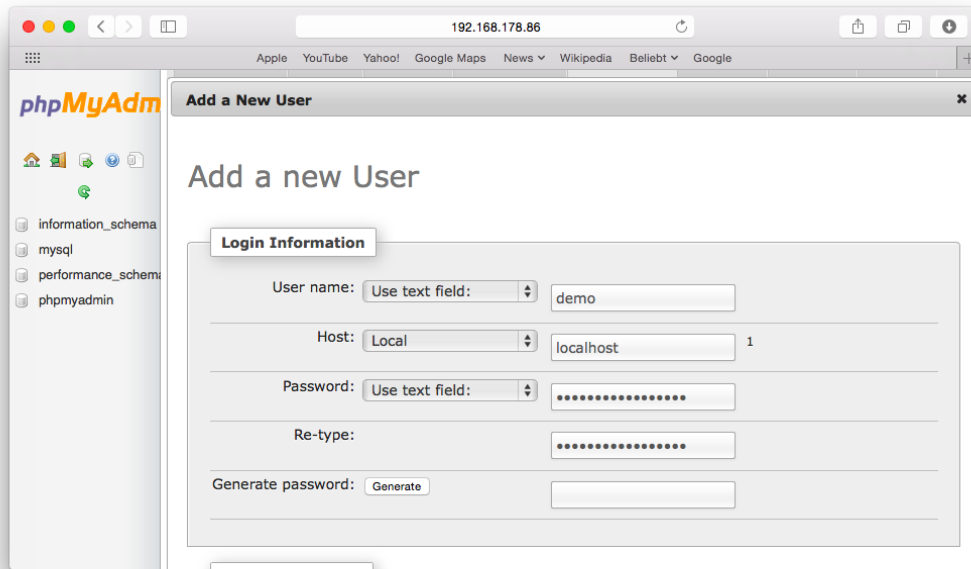 192.168.178.86
Apple YouTube Yahoo! Google Maps News Wikipedia Beliebt Google
phpMyAdm
Add a New User
Add a new User
information_schema
mysql
performance_schema
phpmyadmin
Login Information
User name: Use text field: demo
Host: Local localhost 1
Password: Use text field: •••••••••••••••••
Re-type: •••••••••••••••••
Generate password: Generate